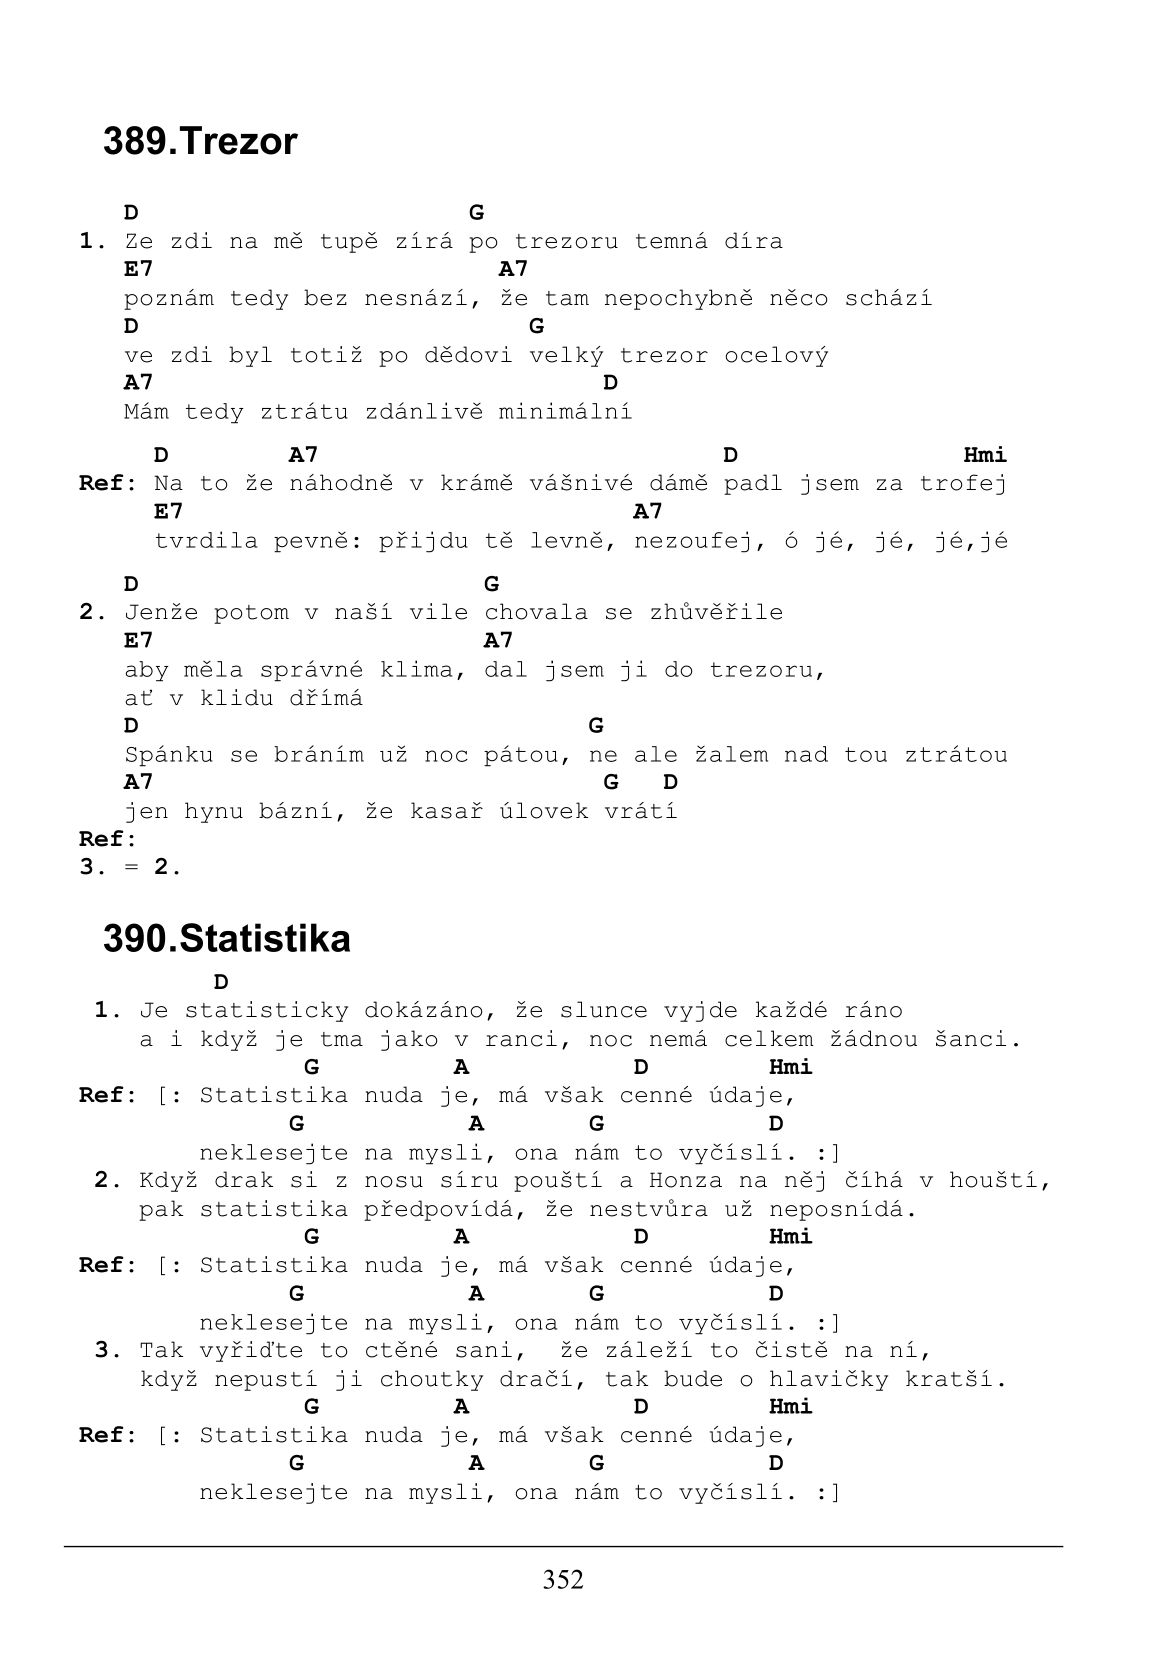 389.Trezor
D G
1. Ze zdi na mě tupě zírá po trezoru temná díra
E7 A7
poznám tedy bez nesnází, že tam nepochybně něco schází
D G
ve zdi byl totiž po dědovi velký trezor ocelový
A7 D
Mám tedy ztrátu zdánlivě minimální
D A7 D Hmi
Ref: Na to že náhodně v krámě vášnivé dámě padl jsem za trofej
E7 A7
tvrdila pevně: přijdu tě levně, nezoufej, ó jé, jé, jé,jé
D G
2. Jenže potom v naší vile chovala se zhůvěřile
E7 A7
aby měla správné klima, dal jsem ji do trezoru,
ať v klidu dřímá
D G
Spánku se bráním už noc pátou, ne ale žalem nad tou ztrátou
A7 G D
jen hynu bázní, že kasař úlovek vrátí
Ref:
3. = 2.
390.Statistika
D
1. Je statisticky dokázáno, že slunce vyjde každé ráno
a i když je tma jako v ranci, noc nemá celkem žádnou šanci.
G A D Hmi
Ref: [: Statistika nuda je, má však cenné údaje,
G A G D
neklesejte na mysli, ona nám to vyčíslí. :]
2. Když drak si z nosu síru pouští a Honza na něj číhá v houští,
pak statistika předpovídá, že nestvůra už neposnídá.
G A D Hmi
Ref: [: Statistika nuda je, má však cenné údaje,
G A G D
neklesejte na mysli, ona nám to vyčíslí. :]
3. Tak vyřiďte to ctěné sani, že záleží to čistě na ní,
když nepustí ji choutky dračí, tak bude o hlavičky kratší.
G A D Hmi
Ref: [: Statistika nuda je, má však cenné údaje,
G A G D
neklesejte na mysli, ona nám to vyčíslí. :]
352